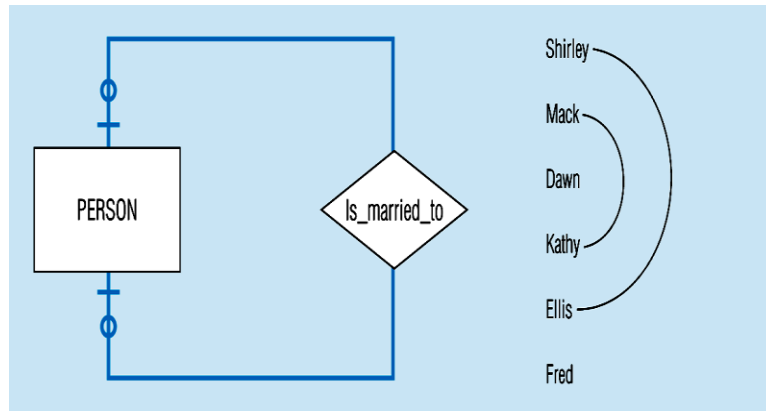 PERSON
Is_married_to
Shirley
Mack
Dawn
Kathy
Ellis
Fred